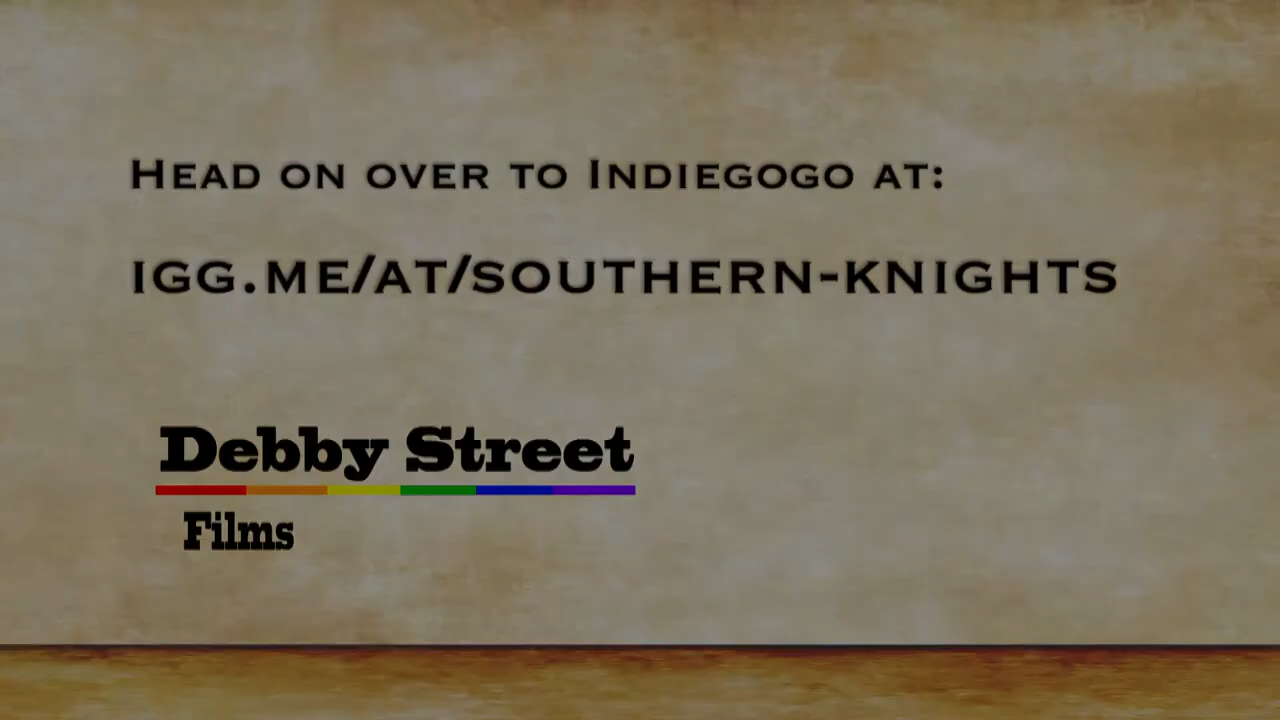 Head on over to Indiegogo at:
igg.me/at/southern-knights
Debby Street
Films